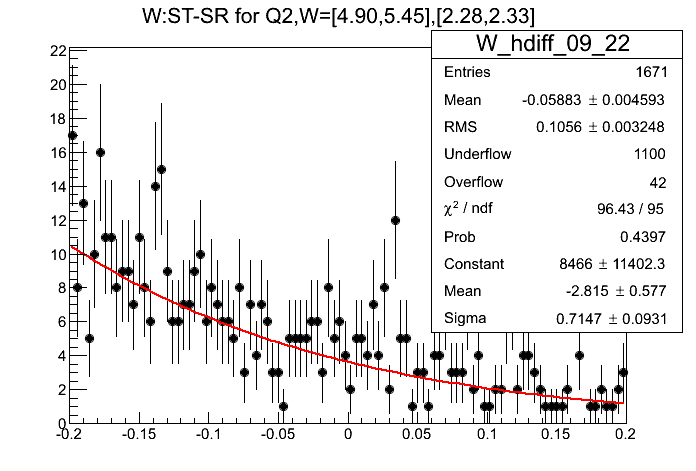 W:ST-SR for Q2,W=[4.90,5.45],[2.28,2.33]
W_hdiff_09_22
Entries 1671
Mean -0.05883 ± 0.004593
RMS 0.1056 ± 0.003248
Underflow 1100
Overflow 42
χ² / ndf 96.43 / 95
Prob 0.4397
Constant 8466 ± 11402.3
Mean -2.815 ± 0.577
Sigma 0.7147 ± 0.0931
22
20
18
16
14
12
10
8
6
4
2
0
-0.2 -0.15 -0.1 -0.05 0 0.05 0.1 0.15 0.2